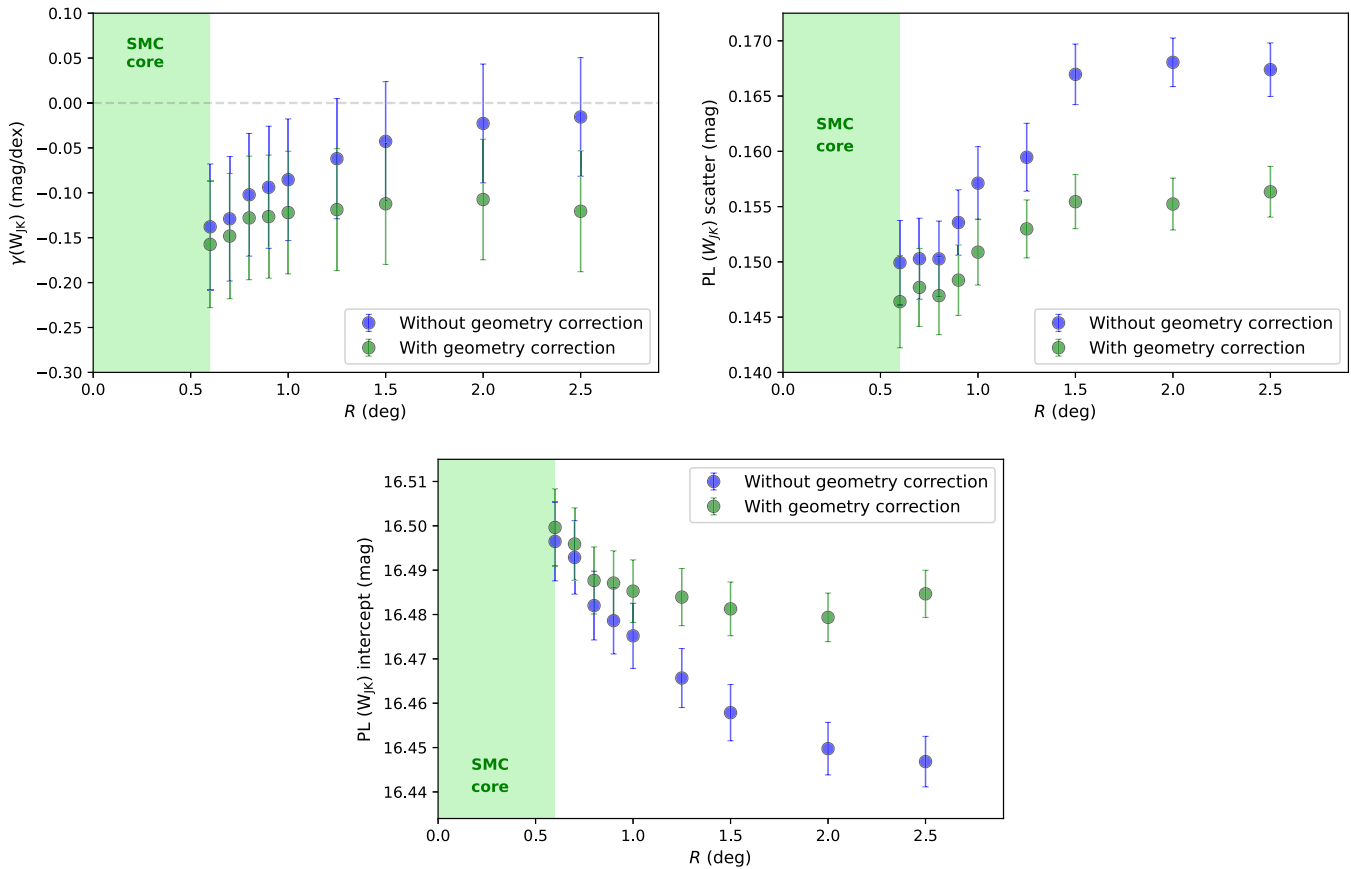 0.10
0.05
0.00
−0.05
−0.10
−0.15
−0.20
−0.25
−0.30
γ(W_JK) (mag/dex)
SMC
core
Without geometry correction
With geometry correction
0.0 0.5 1.0 1.5 2.0 2.5
R (deg)
0.170
0.165
0.160
0.155
0.150
0.145
0.140
PL (W_JK) scatter (mag)
SMC
core
Without geometry correction
With geometry correction
0.0 0.5 1.0 1.5 2.0 2.5
R (deg)
16.51
16.50
16.49
16.48
16.47
16.46
16.45
16.44
PL (W_JK) intercept (mag)
Without geometry correction
With geometry correction
SMC
core
0.0 0.5 1.0 1.5 2.0 2.5
R (deg)